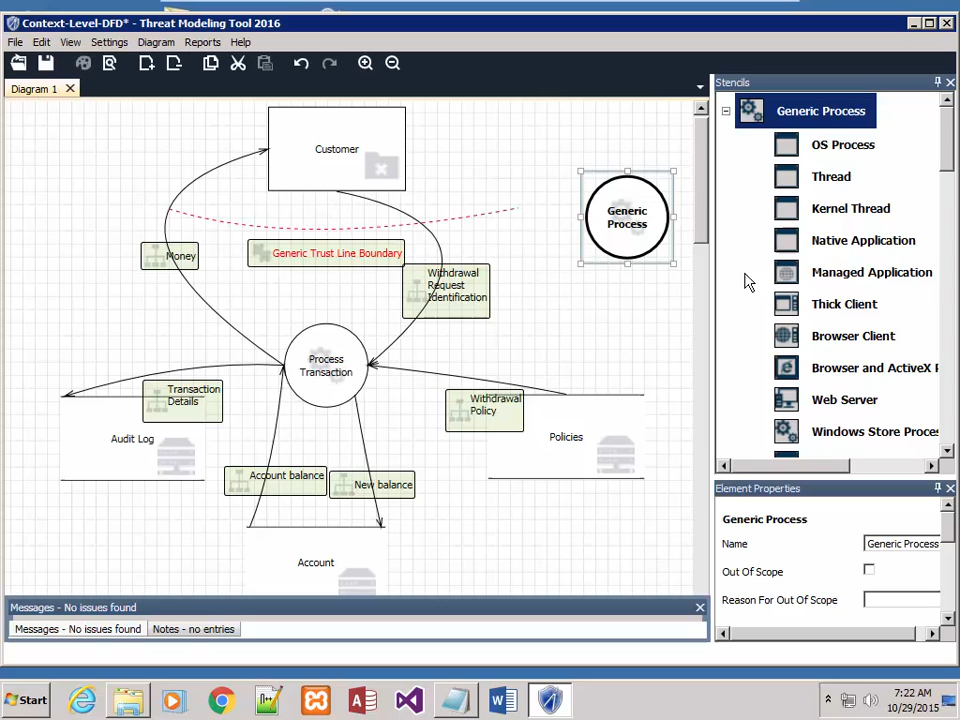 Context-Level-DFD* - Threat Modeling Tool 2016
File Edit View Settings Diagram Reports Help
Diagram 1
Customer
Generic
Process
Money
Generic Trust Line Boundary
Withdrawal
Request
Identification
Process
Transaction
Transaction
Details
Withdrawal
Policy
Audit Log
Policies
Account balance
New balance
Account
Stencils
Generic Process
OS Process
Thread
Kernel Thread
Native Application
Managed Application
Thick Client
Browser Client
Browser and ActiveX
Web Server
Windows Store Proces
Element Properties
Generic Process
Name
Generic Process
Out Of Scope
Reason For Out Of Scope
Messages - No issues found
Messages - No issues found
Notes - no entries
Start
7:22 AM
10/29/2015